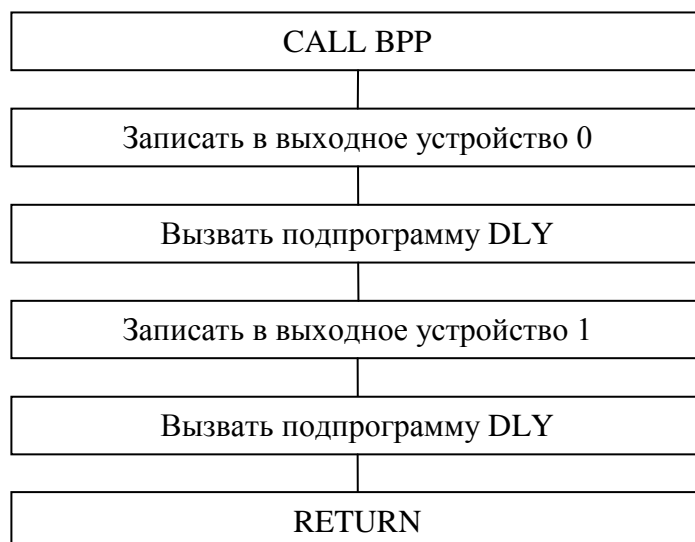 CALL BPP
Записать в выходное устройство 0
Вызвать подпрограмму DLY
Записать в выходное устройство 1
Вызвать подпрограмму DLY
RETURN